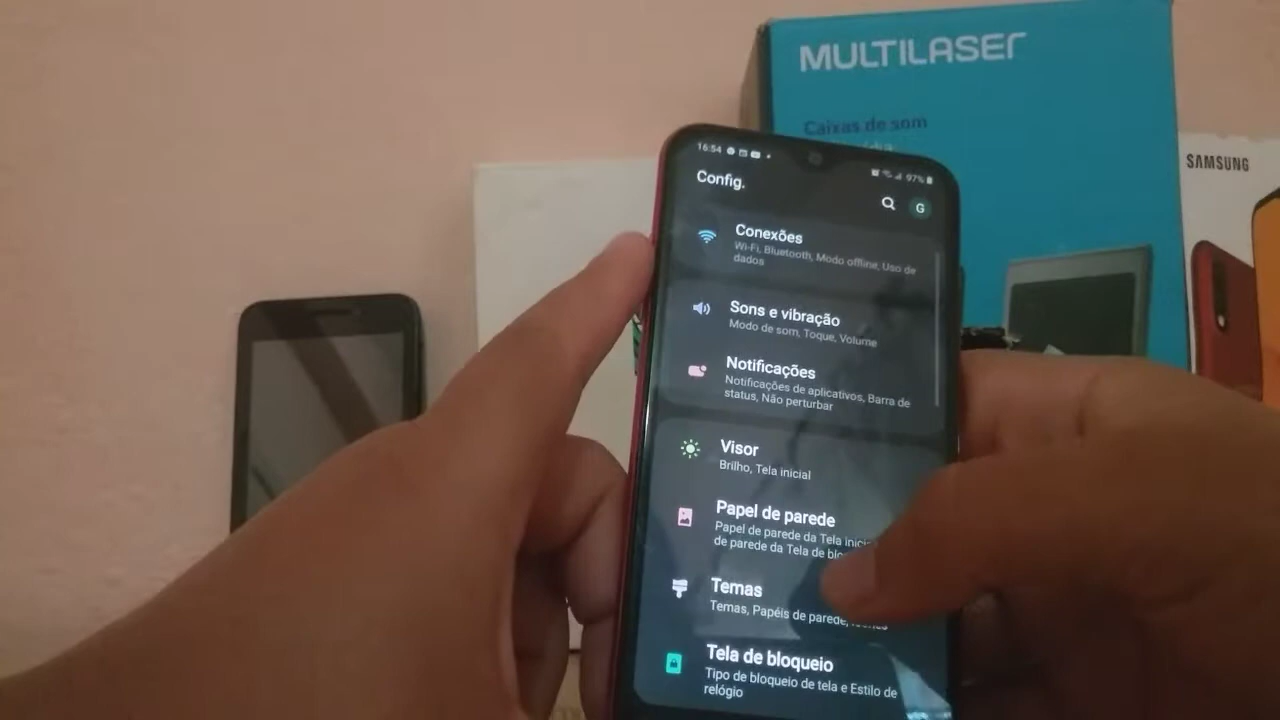 MULTILASER
Caixas de som
SAMSUNG
16:54
97%
Config.
G
Conexões
Wi-Fi, Bluetooth, Modo offline, Uso de
dados
Sons e vibração
Modo de som, Toque, Volume
Notificações
Notificações de aplicativos, Barra de
status, Não perturbar
Visor
Brilho, Tela inicial
Papel de parede
Papel de parede da Tela
de parede da Tela de
Temas
Temas, Papéis de parede,
Tela de bloqueio
Tipo de bloqueio de tela e Estilo de
relógio